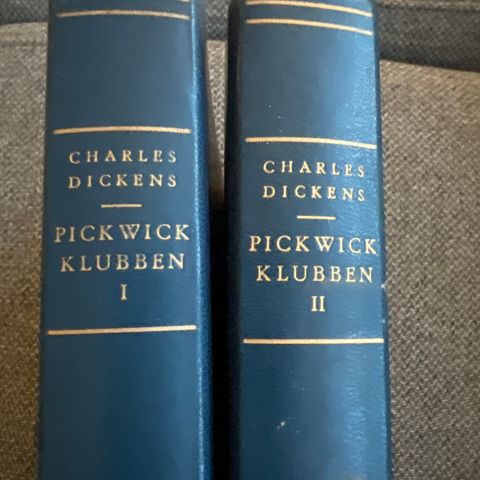 CHARLES
DICKENS
PICKWICK
KLUBBEN
I
CHARLES
DICKENS
PICKWICK
KLUBBEN
II